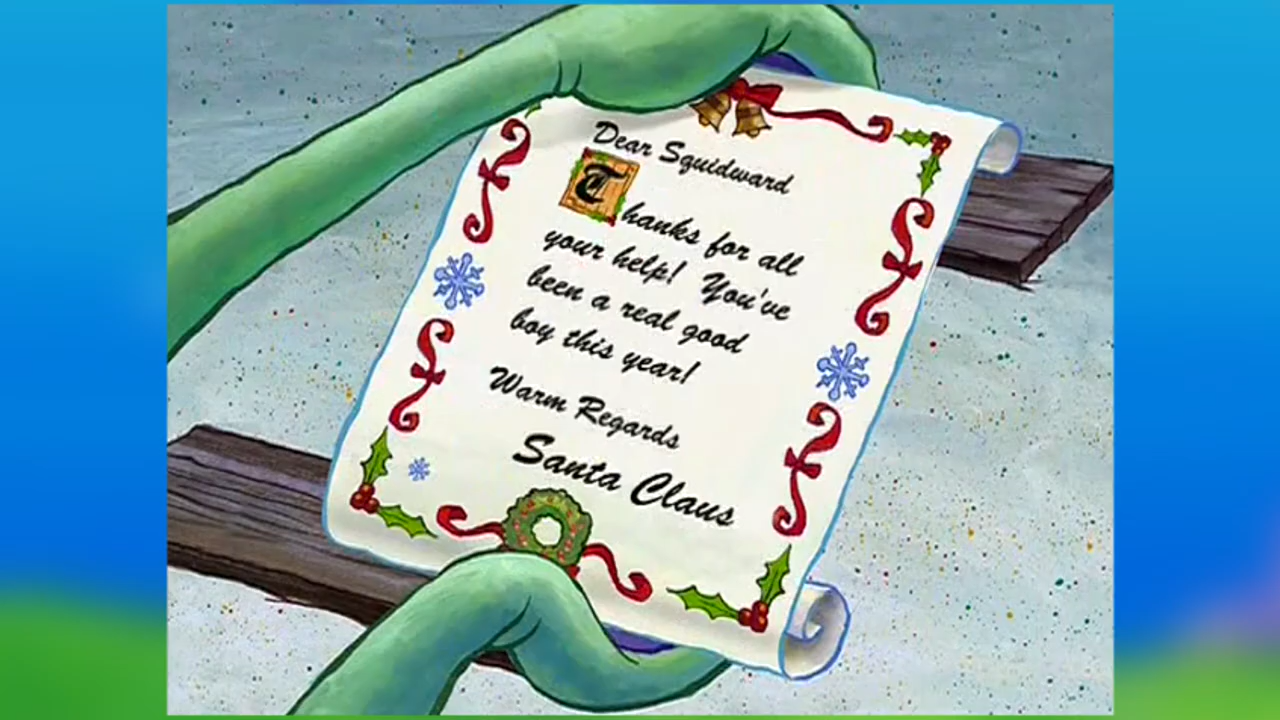 Dear Squidward
Thanks for all
your help! You've
been a real good
boy this year!
Warm Regards
Santa Claus